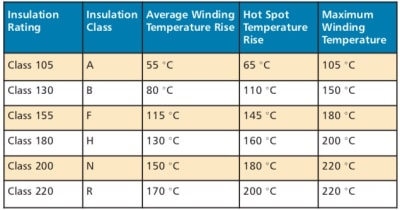 Insulation Rating | Insulation Class | Average Winding Temperature Rise | Hot Spot Temperature Rise | Maximum Winding Temperature
Class 105 | A | 55 °C | 65 °C | 105 °C
Class 130 | B | 80 °C | 110 °C | 150 °C
Class 155 | F | 115 °C | 145 °C | 180 °C
Class 180 | H | 130 °C | 160 °C | 200 °C
Class 200 | N | 150 °C | 180 °C | 220 °C
Class 220 | R | 170 °C | 200 °C | 220 °C